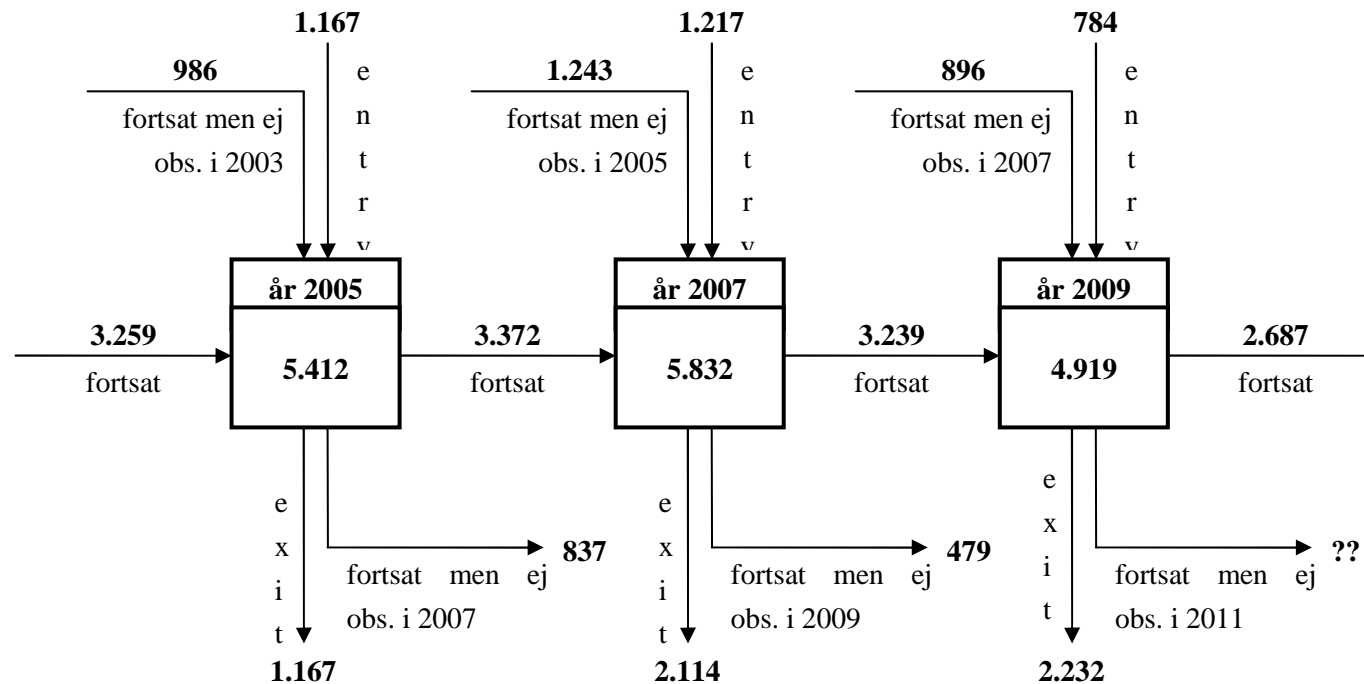 1.167
1.217
784
986
1.243
896
e
n
t
r
y
e
n
t
r
y
e
n
t
r
y
fortsat men ej
obs. i 2003
fortsat men ej
obs. i 2005
fortsat men ej
obs. i 2007
år 2005
år 2007
år 2009
3.259
fortsat
5.412
3.372
fortsat
5.832
3.239
fortsat
4.919
2.687
fortsat
e
x
i
t
837
fortsat men ej
obs. i 2007
1.167
e
x
i
t
479
fortsat men ej
obs. i 2009
2.114
e
x
i
t
??
fortsat men ej
obs. i 2011
2.232